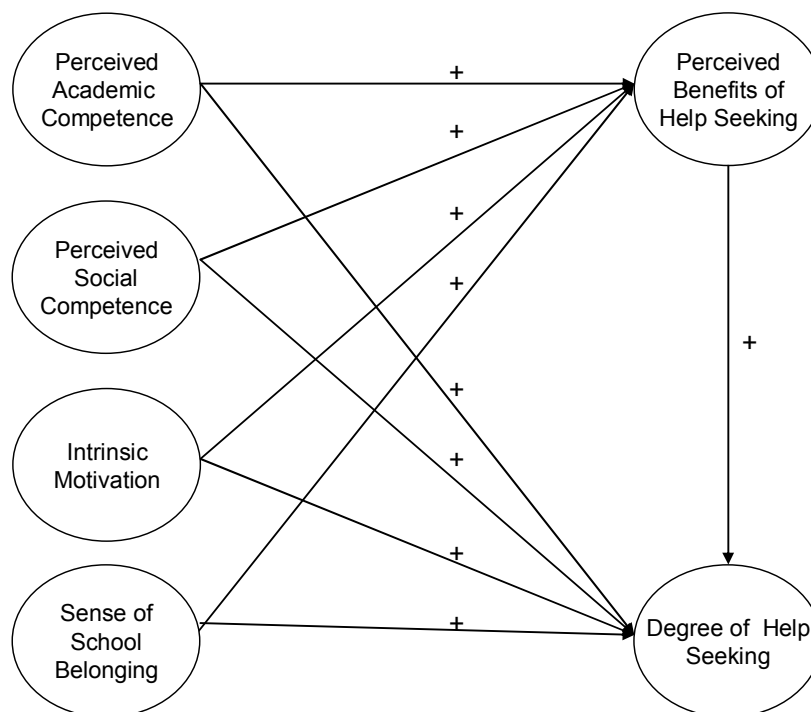 Perceived
Academic
Competence
+
Perceived
Benefits of
Help Seeking
+
+
Perceived
Social
Competence
+
+
+
Intrinsic
Motivation
+
+
Sense of
School
Belonging
+
Degree of Help
Seeking